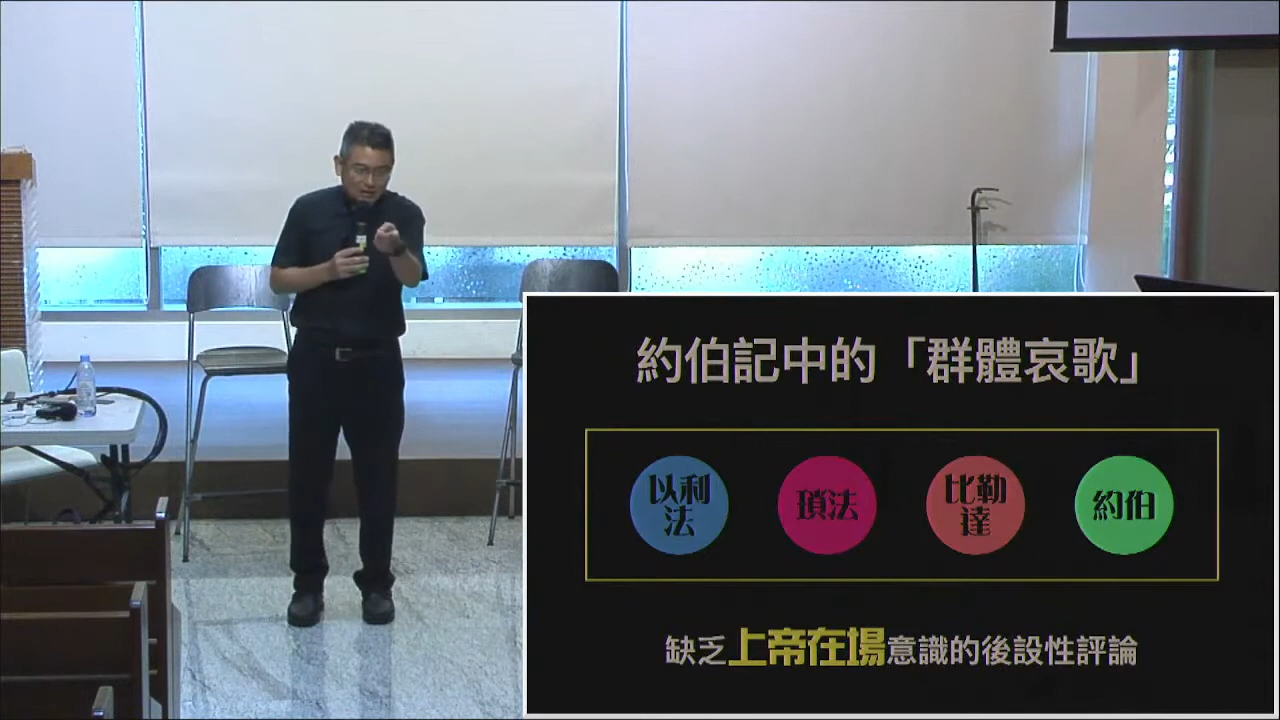 約伯記中的「群體哀歌」
以利
法
瑣法
比勒
達
約伯
缺乏上帝在場意識的後設性評論